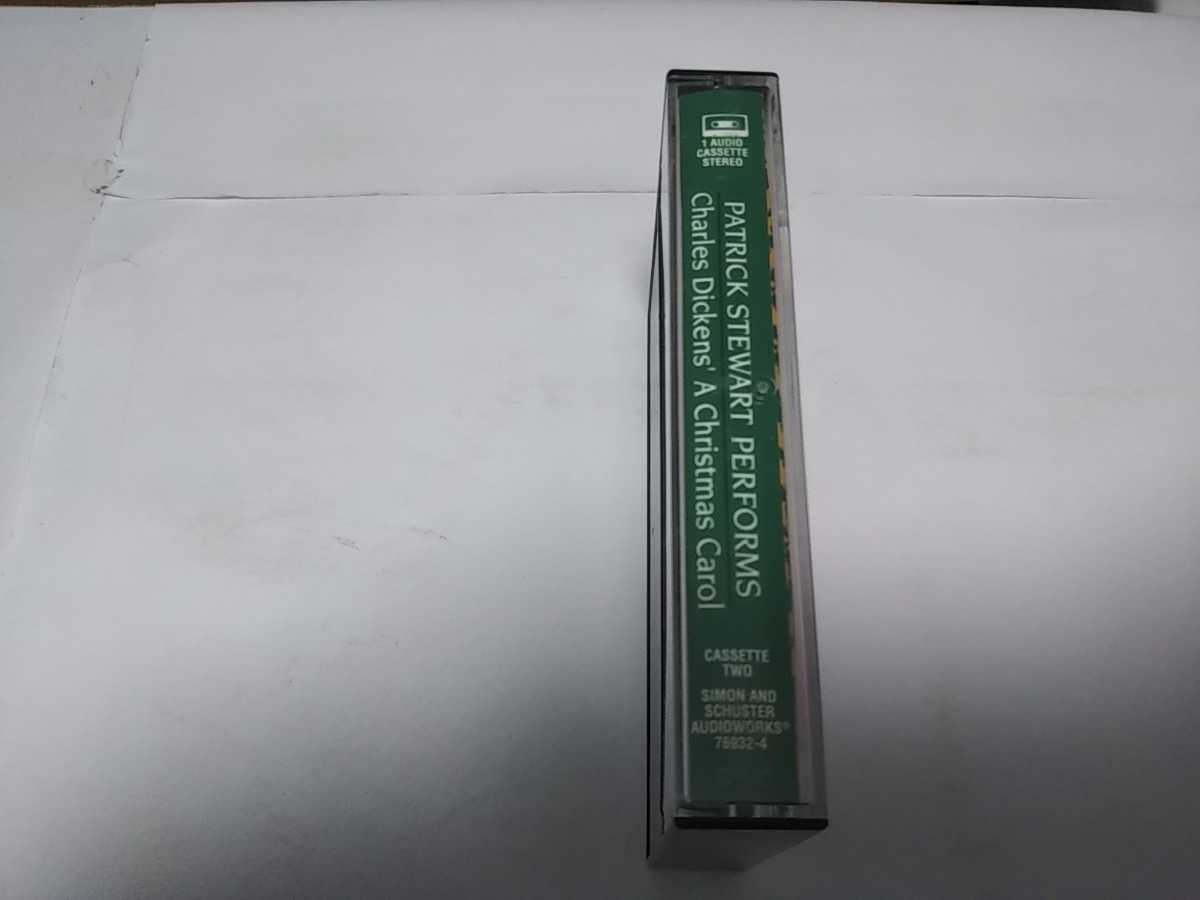 1 AUDIO
CASSETTE
STEREO
PATRICK STEWART PERFORMS
Charles Dickens' A Christmas Carol
CASSETTE
TWO
SIMON AND
SCHUSTER
AUDIOWORKS®
76932-4